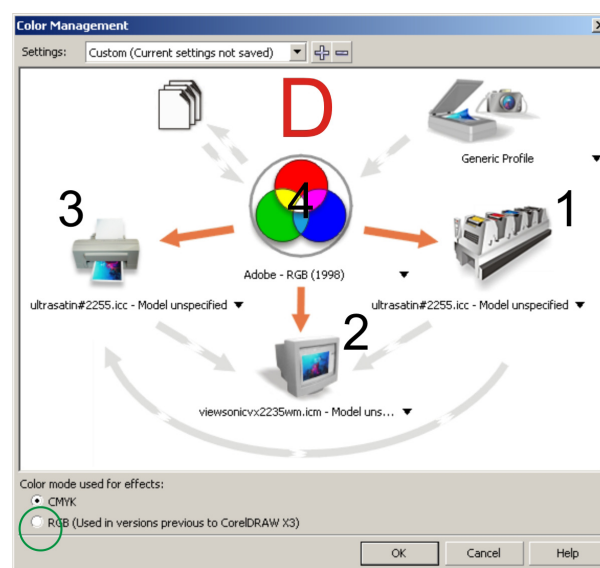 Color Management
Settings: Custom (Current settings not saved)
D
Generic Profile
3
4
1
Adobe - RGB (1998)
ultrasatin#2255.icc - Model unspecified
ultrasatin#2255.icc - Model unspecified
2
viewsonicvx2235wm.icm - Model uns...
Color mode used for effects:
CMYK
RGB (Used in versions previous to CorelDRAW X3)
OK Cancel Help